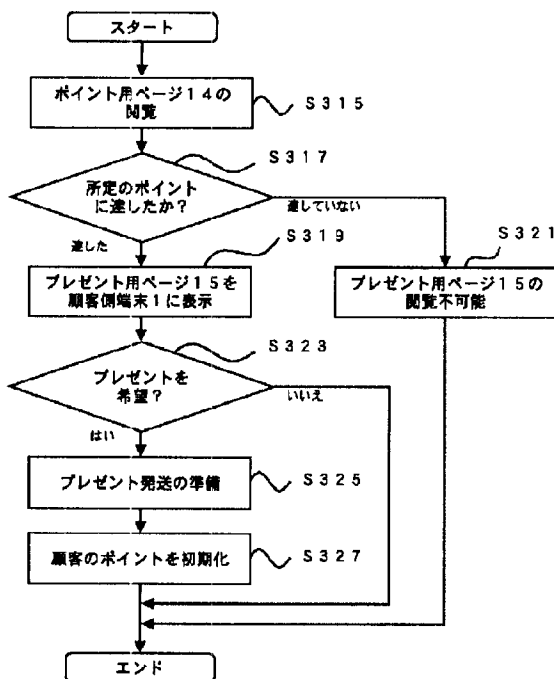 スタート
ポイント用ページ１４の
閲覧
Ｓ３１５
Ｓ３１７
所定のポイント
に達したか？
達していない
達した
Ｓ３１９
Ｓ３２１
プレゼント用ページ１５を
顧客側端末１に表示
プレゼント用ページ１５の
閲覧不可能
Ｓ３２３
プレゼントを
希望？
いいえ
はい
プレゼント発送の準備
Ｓ３２５
顧客のポイントを初期化
Ｓ３２７
エンド